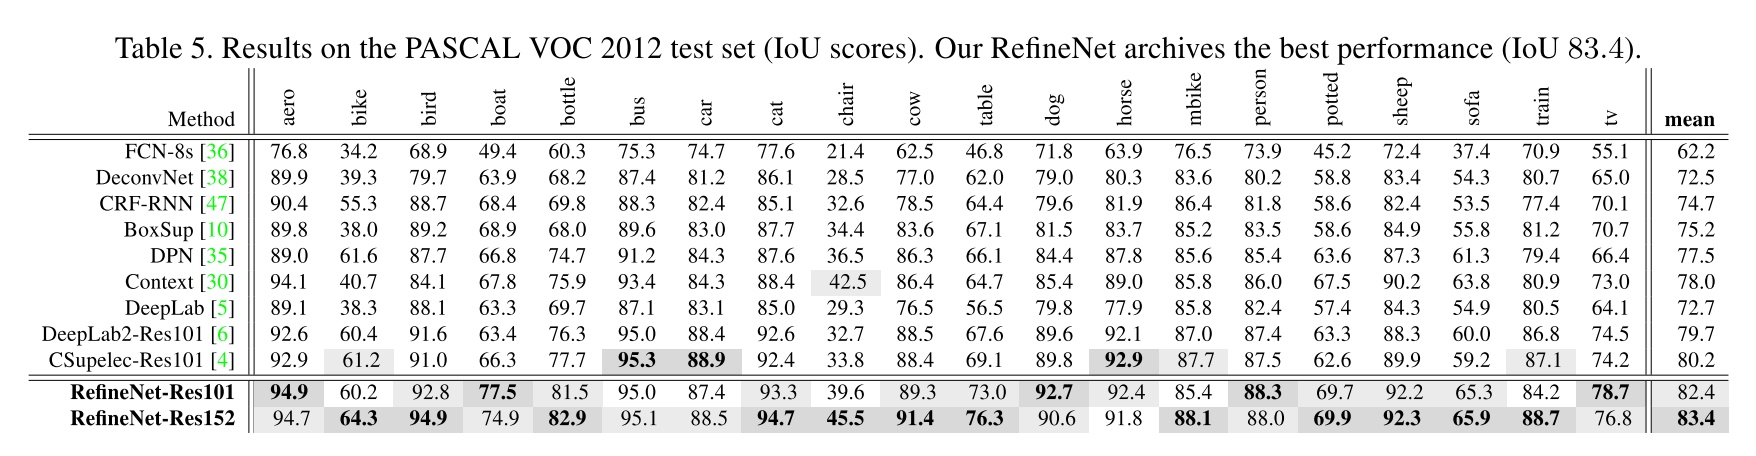 Table 5. Results on the PASCAL VOC 2012 test set (IoU scores). Our RefineNet archives the best performance (IoU 83.4).
Method aero bike bird boat bottle bus car cat chair cow table dog horse mbike person potted sheep sofa train tv mean
FCN-8s [36] 76.8 34.2 68.9 49.4 60.3 75.3 74.7 77.6 21.4 62.5 46.8 71.8 63.9 76.5 73.9 45.2 72.4 37.4 70.9 55.1 62.2
DeconvNet [38] 89.9 39.3 79.7 63.9 68.2 87.4 81.2 86.1 28.5 77.0 62.0 79.0 80.3 83.6 80.2 58.8 83.4 54.3 80.7 65.0 72.5
CRF-RNN [47] 90.4 55.3 88.7 68.4 69.8 88.3 82.4 85.1 32.6 78.5 64.4 79.6 81.9 86.4 81.8 58.6 82.4 53.5 77.4 70.1 74.7
BoxSup [10] 89.8 38.0 89.2 68.9 68.0 89.6 83.0 87.7 34.4 83.6 67.1 81.5 83.7 85.2 83.5 58.6 84.9 55.8 81.2 70.7 75.2
DPN [35] 89.0 61.6 87.7 66.8 74.7 91.2 84.3 87.6 36.5 86.3 66.1 84.4 87.8 85.6 85.4 63.6 87.3 61.3 79.4 66.4 77.5
Context [30] 94.1 40.7 84.1 67.8 75.9 93.4 84.3 88.4 42.5 86.4 64.7 85.4 89.0 85.8 86.0 67.5 90.2 63.8 80.9 73.0 78.0
DeepLab [5] 89.1 38.3 88.1 63.3 69.7 87.1 83.1 85.0 29.3 76.5 56.5 79.8 77.9 85.8 82.4 57.4 84.3 54.9 80.5 64.1 72.7
DeepLab2-Res101 [6] 92.6 60.4 91.6 63.4 76.3 95.0 88.4 92.6 32.7 88.5 67.6 89.6 92.1 87.0 87.4 63.3 88.3 60.0 86.8 74.5 79.7
CSupelec-Res101 [4] 92.9 61.2 91.0 66.3 77.7 95.3 88.9 92.4 33.8 88.4 69.1 89.8 92.9 87.7 87.5 62.6 89.9 59.2 87.1 74.2 80.2
RefineNet-Res101 94.9 60.2 92.8 77.5 81.5 95.0 87.4 93.3 39.6 89.3 73.0 92.7 92.4 85.4 88.3 69.7 92.2 65.3 84.2 78.7 82.4
RefineNet-Res152 94.7 64.3 94.9 74.9 82.9 95.1 88.5 94.7 45.5 91.4 76.3 90.6 91.8 88.1 88.0 69.9 92.3 65.9 88.7 76.8 83.4